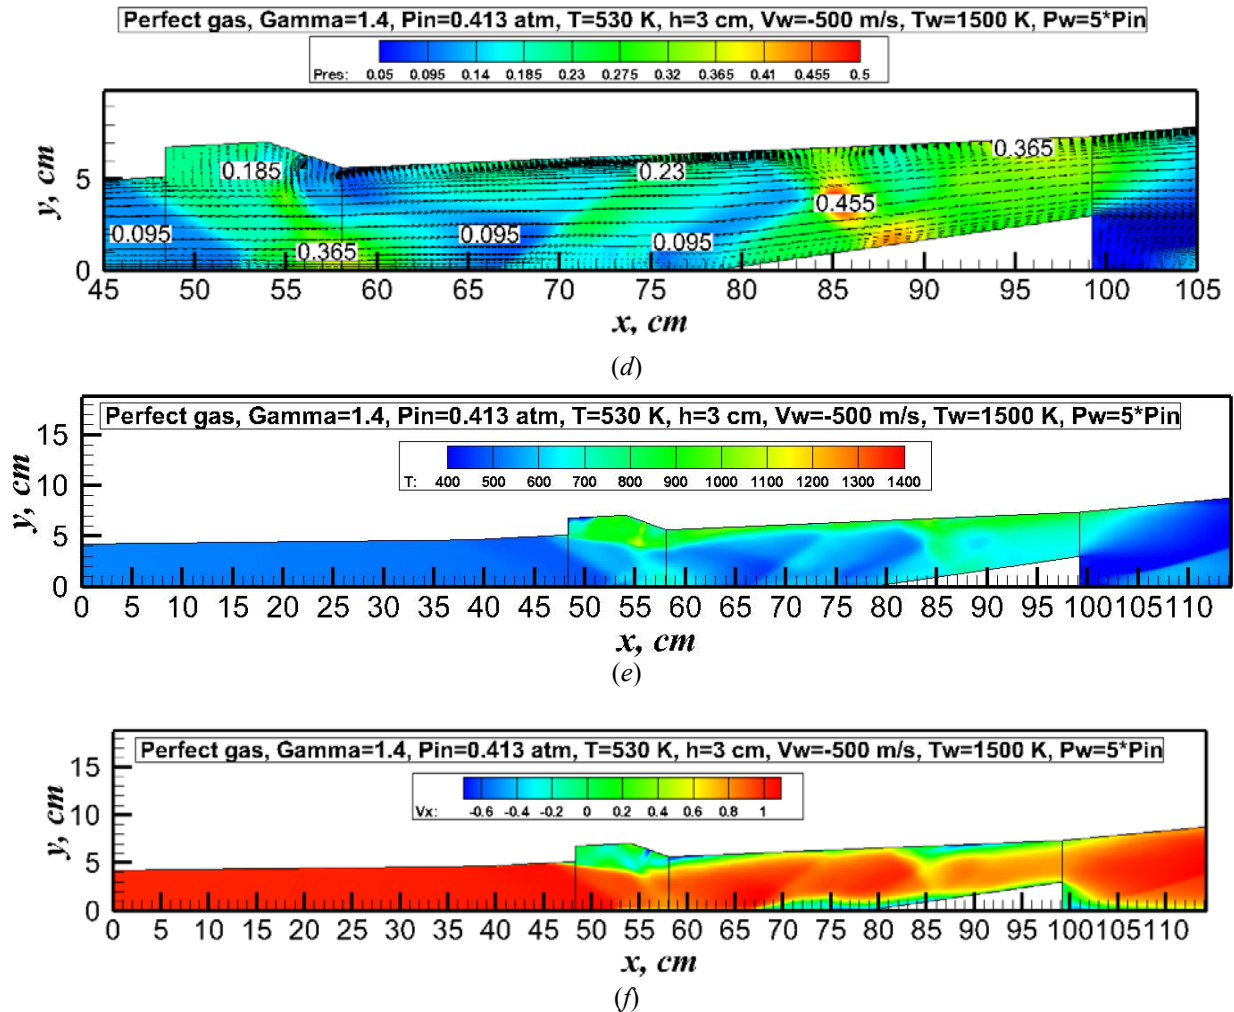 Perfect gas, Gamma=1.4, Pin=0.413 atm, T=530 K, h=3 cm, Vw=-500 m/s, Tw=1500 K, Pw=5*Pin
Pres: 0.05 0.095 0.14 0.185 0.23 0.275 0.32 0.365 0.41 0.455 0.5
y, cm
5
0
0.185 0.23 0.365
0.455
0.095 0.095 0.095
0.365
45 50 55 60 65 70 75 80 85 90 95 100 105
x, cm
(d)
Perfect gas, Gamma=1.4, Pin=0.413 atm, T=530 K, h=3 cm, Vw=-500 m/s, Tw=1500 K, Pw=5*Pin
T: 400 500 600 700 800 900 1000 1100 1200 1300 1400
y, cm
15
10
5
0
0 5 10 15 20 25 30 35 40 45 50 55 60 65 70 75 80 85 90 95 100 105 110
x, cm
(e)
Perfect gas, Gamma=1.4, Pin=0.413 atm, T=530 K, h=3 cm, Vw=-500 m/s, Tw=1500 K, Pw=5*Pin
Vx: -0.6 -0.4 -0.2 0 0.2 0.4 0.6 0.8 1
y, cm
15
10
5
0
0 5 10 15 20 25 30 35 40 45 50 55 60 65 70 75 80 85 90 95 100 105 110
x, cm
(f)